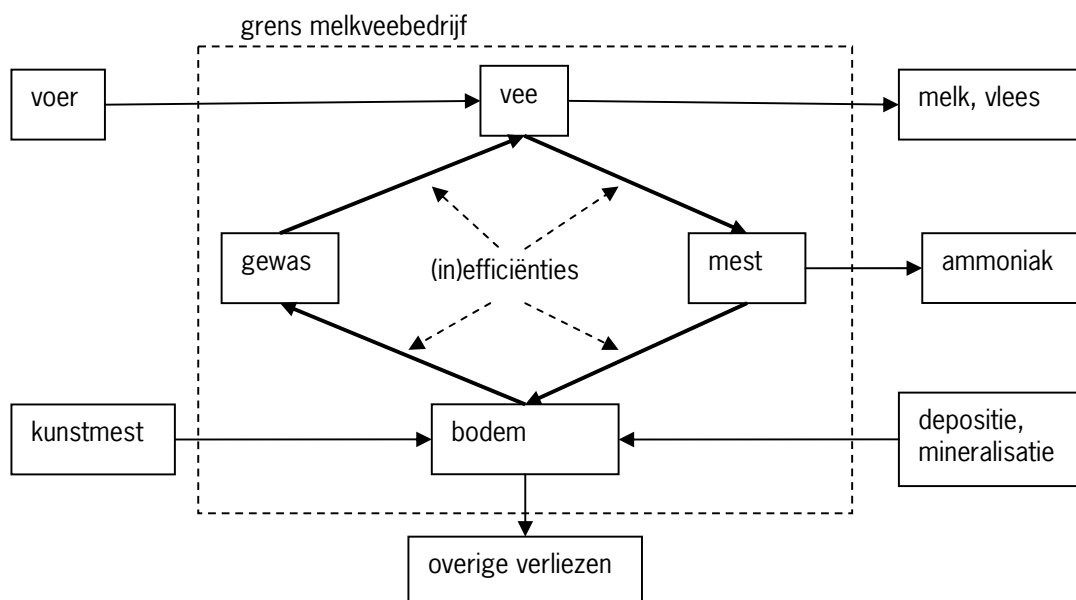 grens melkveebedrijf
voer
vee
melk, vlees
gewas
(in)efficiënties
mest
ammoniak
kunstmest
bodem
depositie,
mineralisatie
overige verliezen